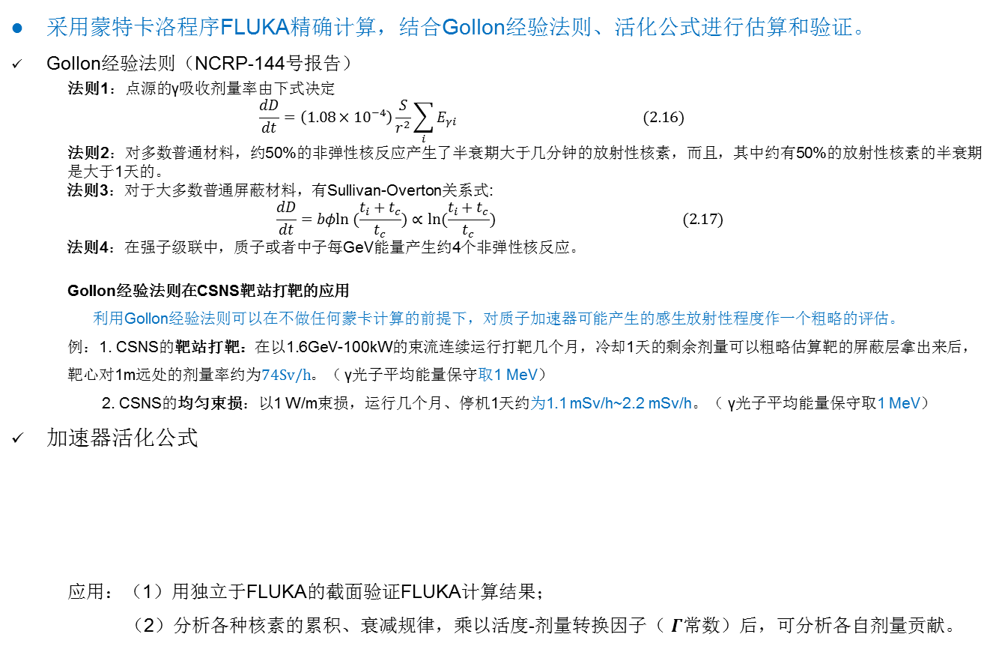 ● 采用蒙特卡洛程序FLUKA精确计算，结合Gollon经验法则、活化公式进行估算和验证。
✓ Gollon经验法则（NCRP-144号报告）
法则1：点源的γ吸收剂量率由下式决定
dD/dt = (1.08 × 10⁻⁴) S/r² ∑ᵢ E_γi (2.16)
法则2：对多数普通材料，约50%的非弹性核反应产生了半衰期大于几分钟的放射性核素，而且，其中约有50%的放射性核素的半衰期
是大于1天的。
法则3：对于大多数普通屏蔽材料，有Sullivan-Overton关系式:
dD/dt = bϕln (tᵢ + t_c / t_c) ∝ ln(tᵢ + t_c / t_c) (2.17)
法则4：在强子级联中，质子或者中子每GeV能量产生约4个非弹性核反应。
Gollon经验法则在CSNS靶站打靶的应用
利用Gollon经验法则可以在不做任何蒙卡计算的前提下，对质子加速器可能产生的感生放射性程度作一个粗略的评估。
例：1. CSNS的靶站打靶：在以1.6GeV-100kW的束流连续运行打靶几个月，冷却1天的剩余剂量可以粗略估算靶的屏蔽层拿出来后，
靶心对1m远处的剂量率约为74Sv/h。（ γ光子平均能量保守取1 MeV）
2. CSNS的均匀束损：以1 W/m束损，运行几个月、停机1天约为1.1 mSv/h~2.2 mSv/h。（ γ光子平均能量保守取1 MeV）
✓ 加速器活化公式
应用：（1）用独立于FLUKA的截面验证FLUKA计算结果；
（2）分析各种核素的累积、衰减规律，乘以活度-剂量转换因子（ Γ常数）后，可分析各自剂量贡献。